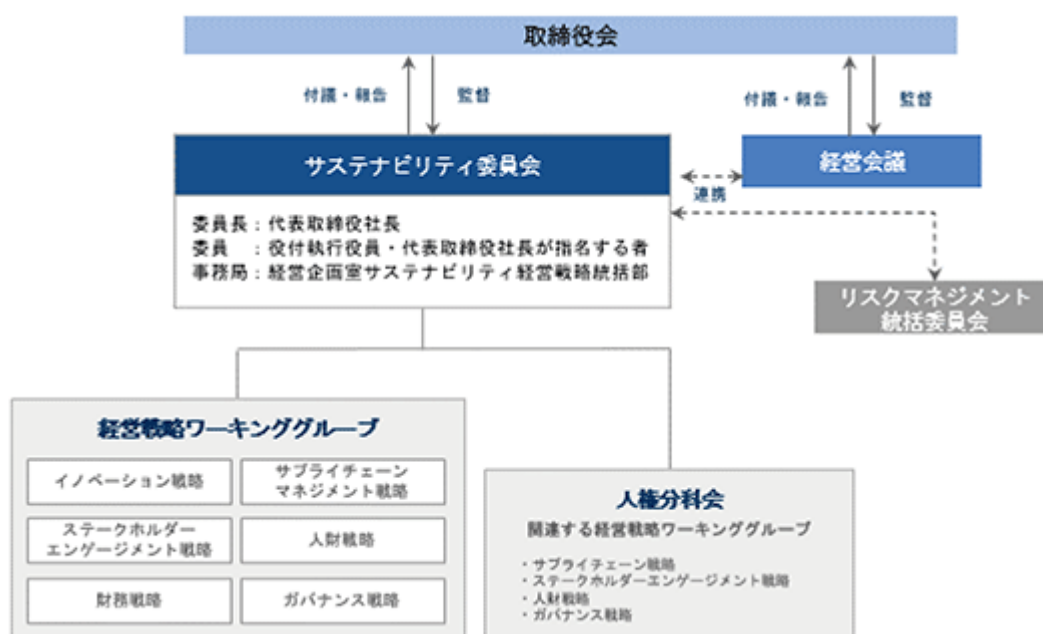 取締役会
付議・報告
監督
付議・報告
監督
サステナビリティ委員会
経営会議
連携
委員長：代表取締役社長
委員　：役付執行役員・代表取締役社長が指名する者
事務局：経営企画室サステナビリティ経営戦略統括部
リスクマネジメント
統括委員会
経営戦略ワーキンググループ
イノベーション戦略
サプライチェーン
マネジメント戦略
ステークホルダー
エンゲージメント戦略
人財戦略
財務戦略
ガバナンス戦略
人権分科会
関連する経営戦略ワーキンググループ
・サプライチェーン戦略
・ステークホルダーエンゲージメント戦略
・人財戦略
・ガバナンス戦略